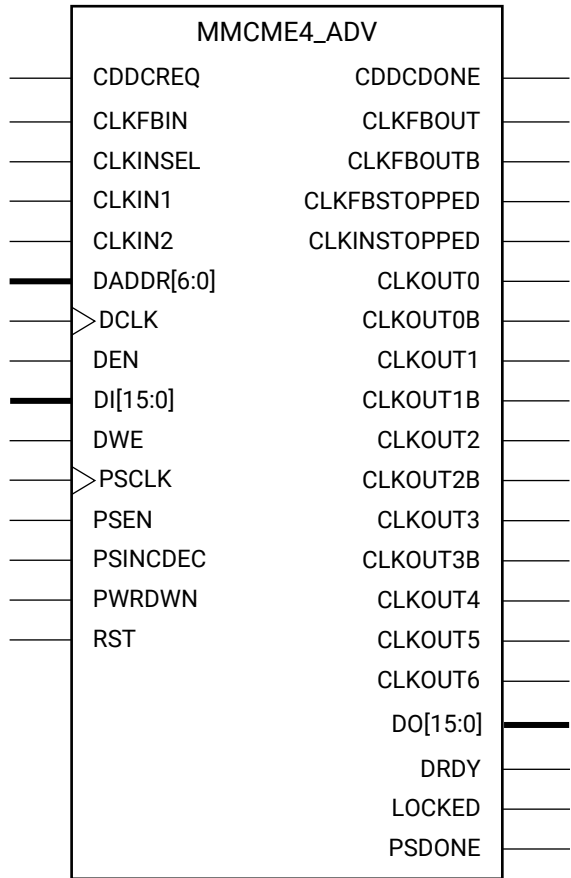 MMCME4_ADV
CDDCREQ CDDCDONE
CLKFBIN CLKFBOUT
CLKINSEL CLKFBOUTB
CLKIN1 CLKFBSTOPPED
CLKIN2 CLKINSTOPPED
DADDR[6:0] CLKOUT0
DCLK CLKOUT0B
DEN CLKOUT1
DI[15:0] CLKOUT1B
DWE CLKOUT2
PSCLK CLKOUT2B
PSEN CLKOUT3
PSINCDEC CLKOUT3B
PWRDWN CLKOUT4
RST CLKOUT5
CLKOUT6
DO[15:0]
DRDY
LOCKED
PSDONE